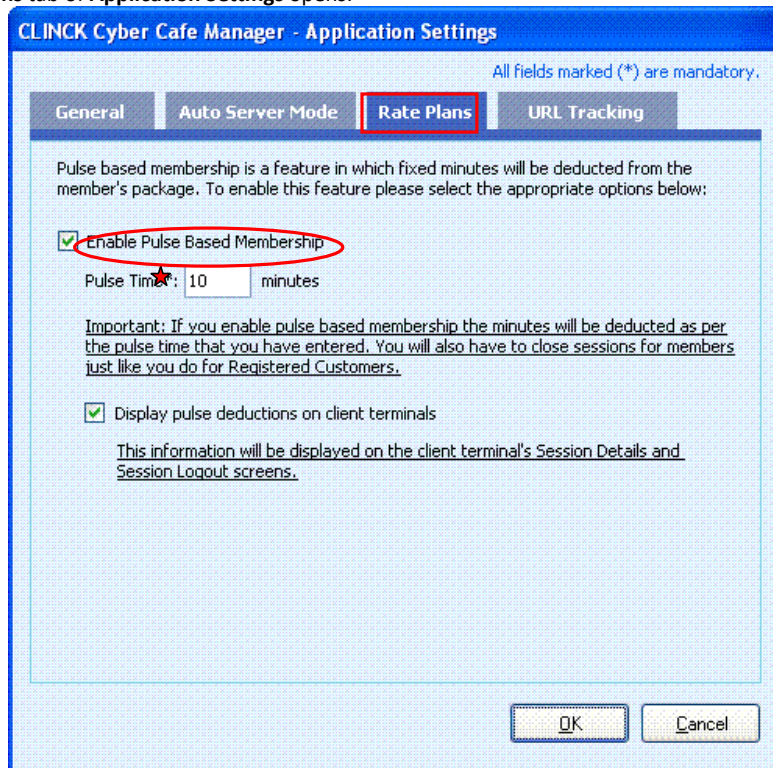 tab of Application Settings opens.
CLINCK Cyber Cafe Manager - Application Settings
All fields marked (*) are mandatory.
General Auto Server Mode Rate Plans URL Tracking
Pulse based membership is a feature in which fixed minutes will be deducted from the
member's package. To enable this feature please select the appropriate options below:
Enable Pulse Based Membership
Pulse Time*: 10 minutes
Important: If you enable pulse based membership the minutes will be deducted as per
the pulse time that you have entered. You will also have to close sessions for members
just like you do for Registered Customers.
Display pulse deductions on client terminals
This information will be displayed on the client terminal's Session Details and
Session Logout screens.
OK Cancel